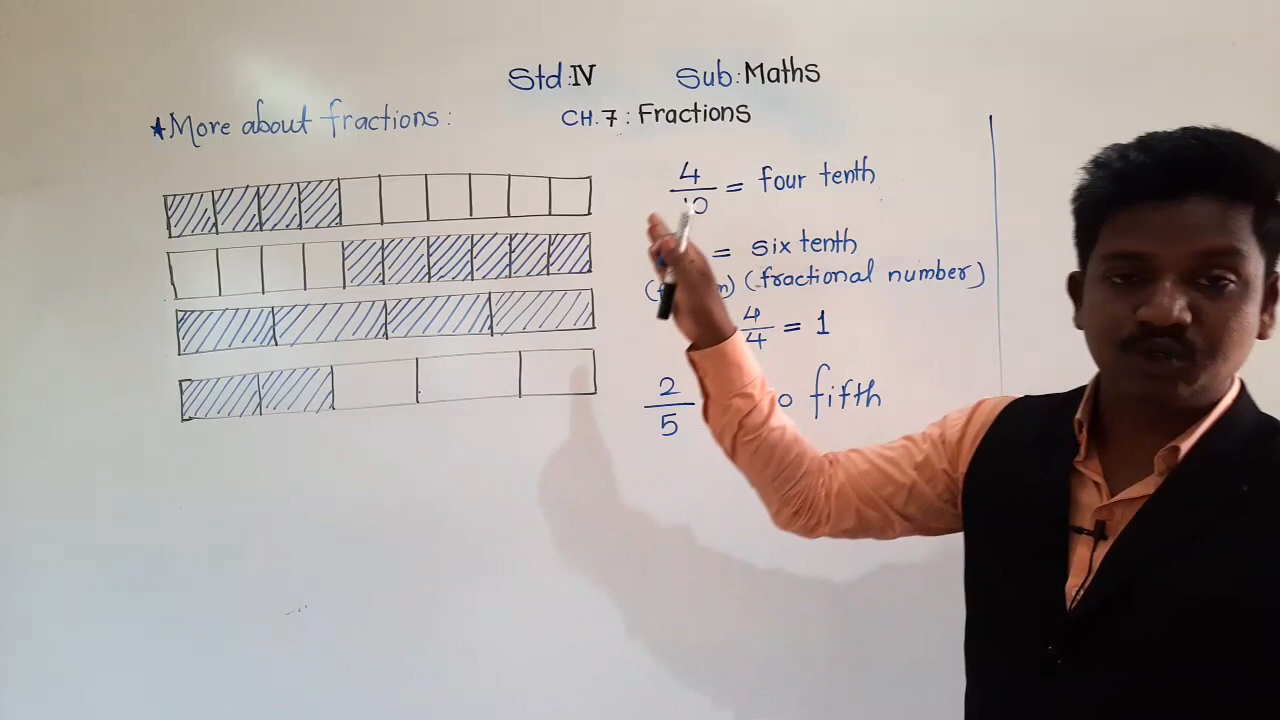 Std:IV Sub:Maths
★More about fractions: CH.7: Fractions
4/10 = four tenth
= six tenth
(fractional number)
4/4 = 1
2/5 fifth